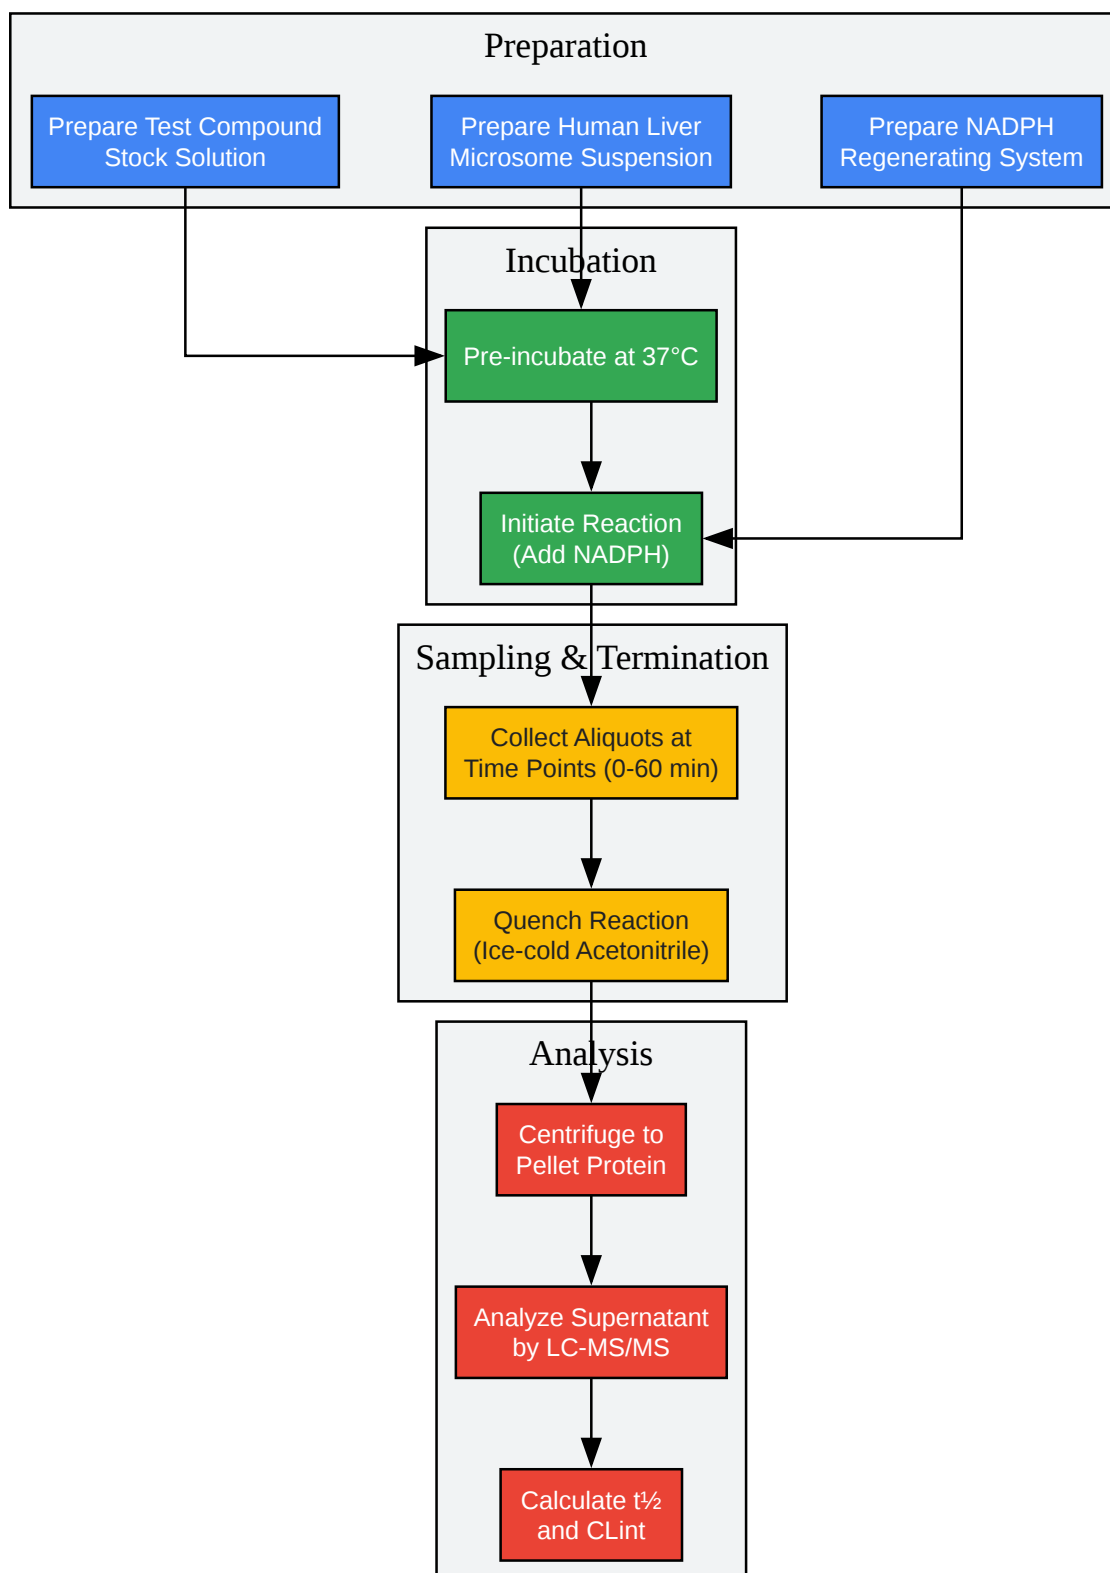 Preparation
Prepare Test Compound
Stock Solution
Prepare Human Liver
Microsome Suspension
Prepare NADPH
Regenerating System
Incubation
Pre-incubate at 37°C
Initiate Reaction
(Add NADPH)
Sampling & Termination
Collect Aliquots at
Time Points (0-60 min)
Quench Reaction
(Ice-cold Acetonitrile)
Analysis
Centrifuge to
Pellet Protein
Analyze Supernatant
by LC-MS/MS
Calculate t½
and CLint